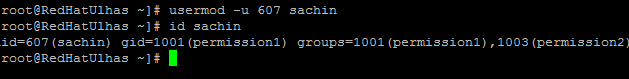 root@RedHatUlhas ~]# usermod -u 607 sachin
root@RedHatUlhas ~]# id sachin
id=607(sachin) gid=1001(permission1) groups=1001(permission1),1003(permission2)
root@RedHatUlhas ~]#